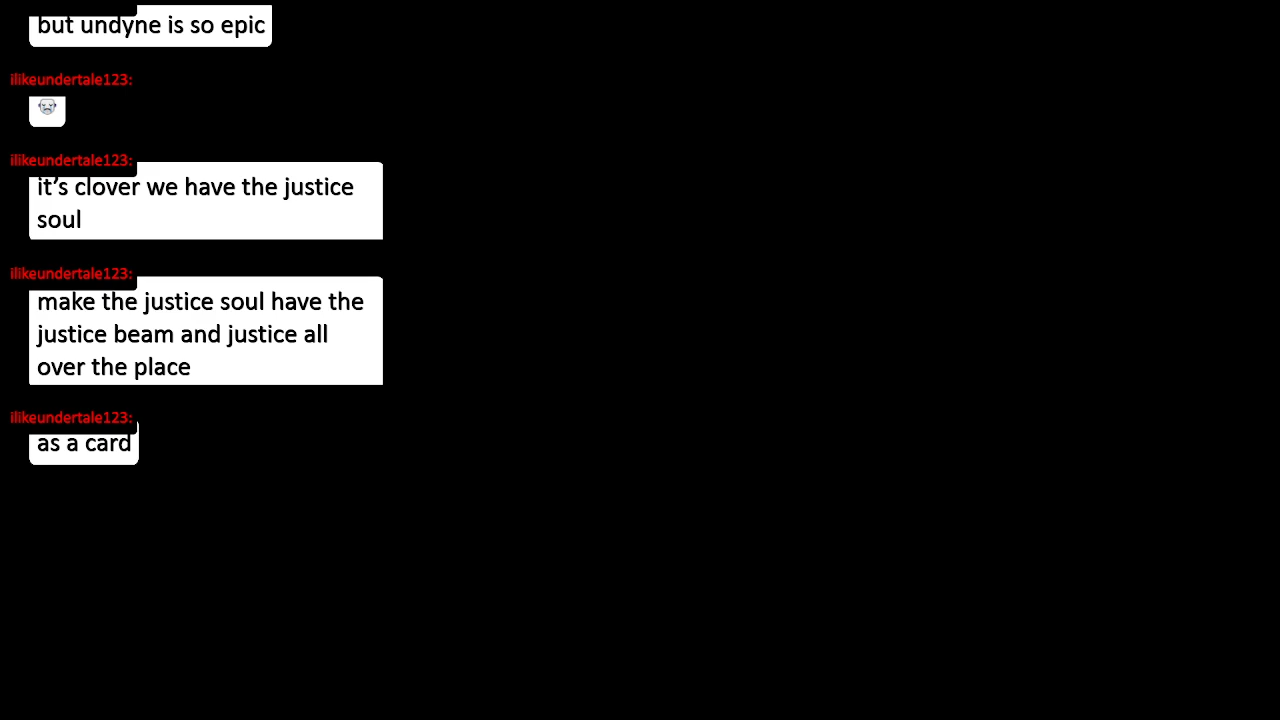 but undyne is so epic
ilikeundertale123:
ilikeundertale123:
it’s clover we have the justice
soul
ilikeundertale123:
make the justice soul have the
justice beam and justice all
over the place
ilikeundertale123:
as a card